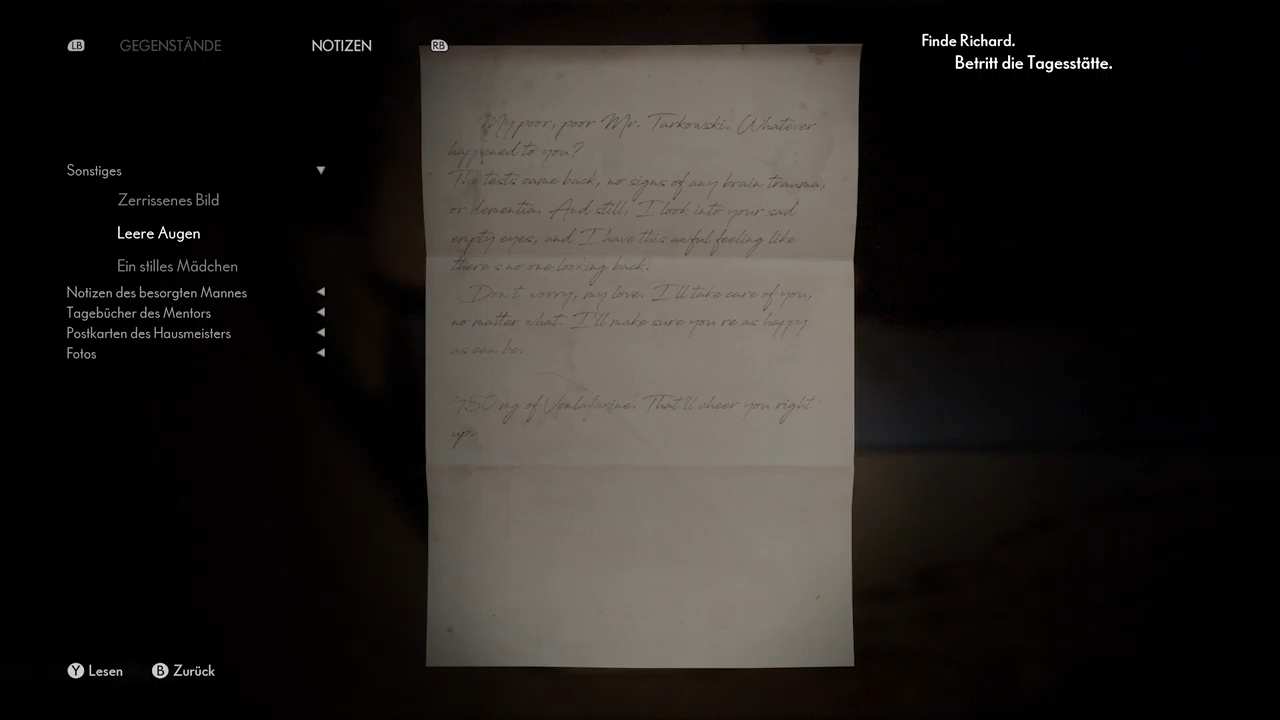 LB GEGENSTÄNDE NOTIZEN RB
Finde Richard.
Betritt die Tagesstätte.
Sonstiges
Zerrissenes Bild
Leere Augen
Ein stilles Mädchen
Notizen des besorgten Mannes
Tagebücher des Mentors
Postkarten des Hausmeisters
Fotos
My poor, poor Mr. Tarkowski. Whatever
happened to you?
The tests came back, no signs of any brain trauma,
or dementia. And still, I look into your sad
empty eyes, and I have this awful feeling like
there s no one looking back.
Don t worry, my love. I'll take care of you,
no matter what. I'll make sure you re as happy
as can be.
mg of Venlafaxine. That'll cheer you right
up.
Y Lesen B Zurück